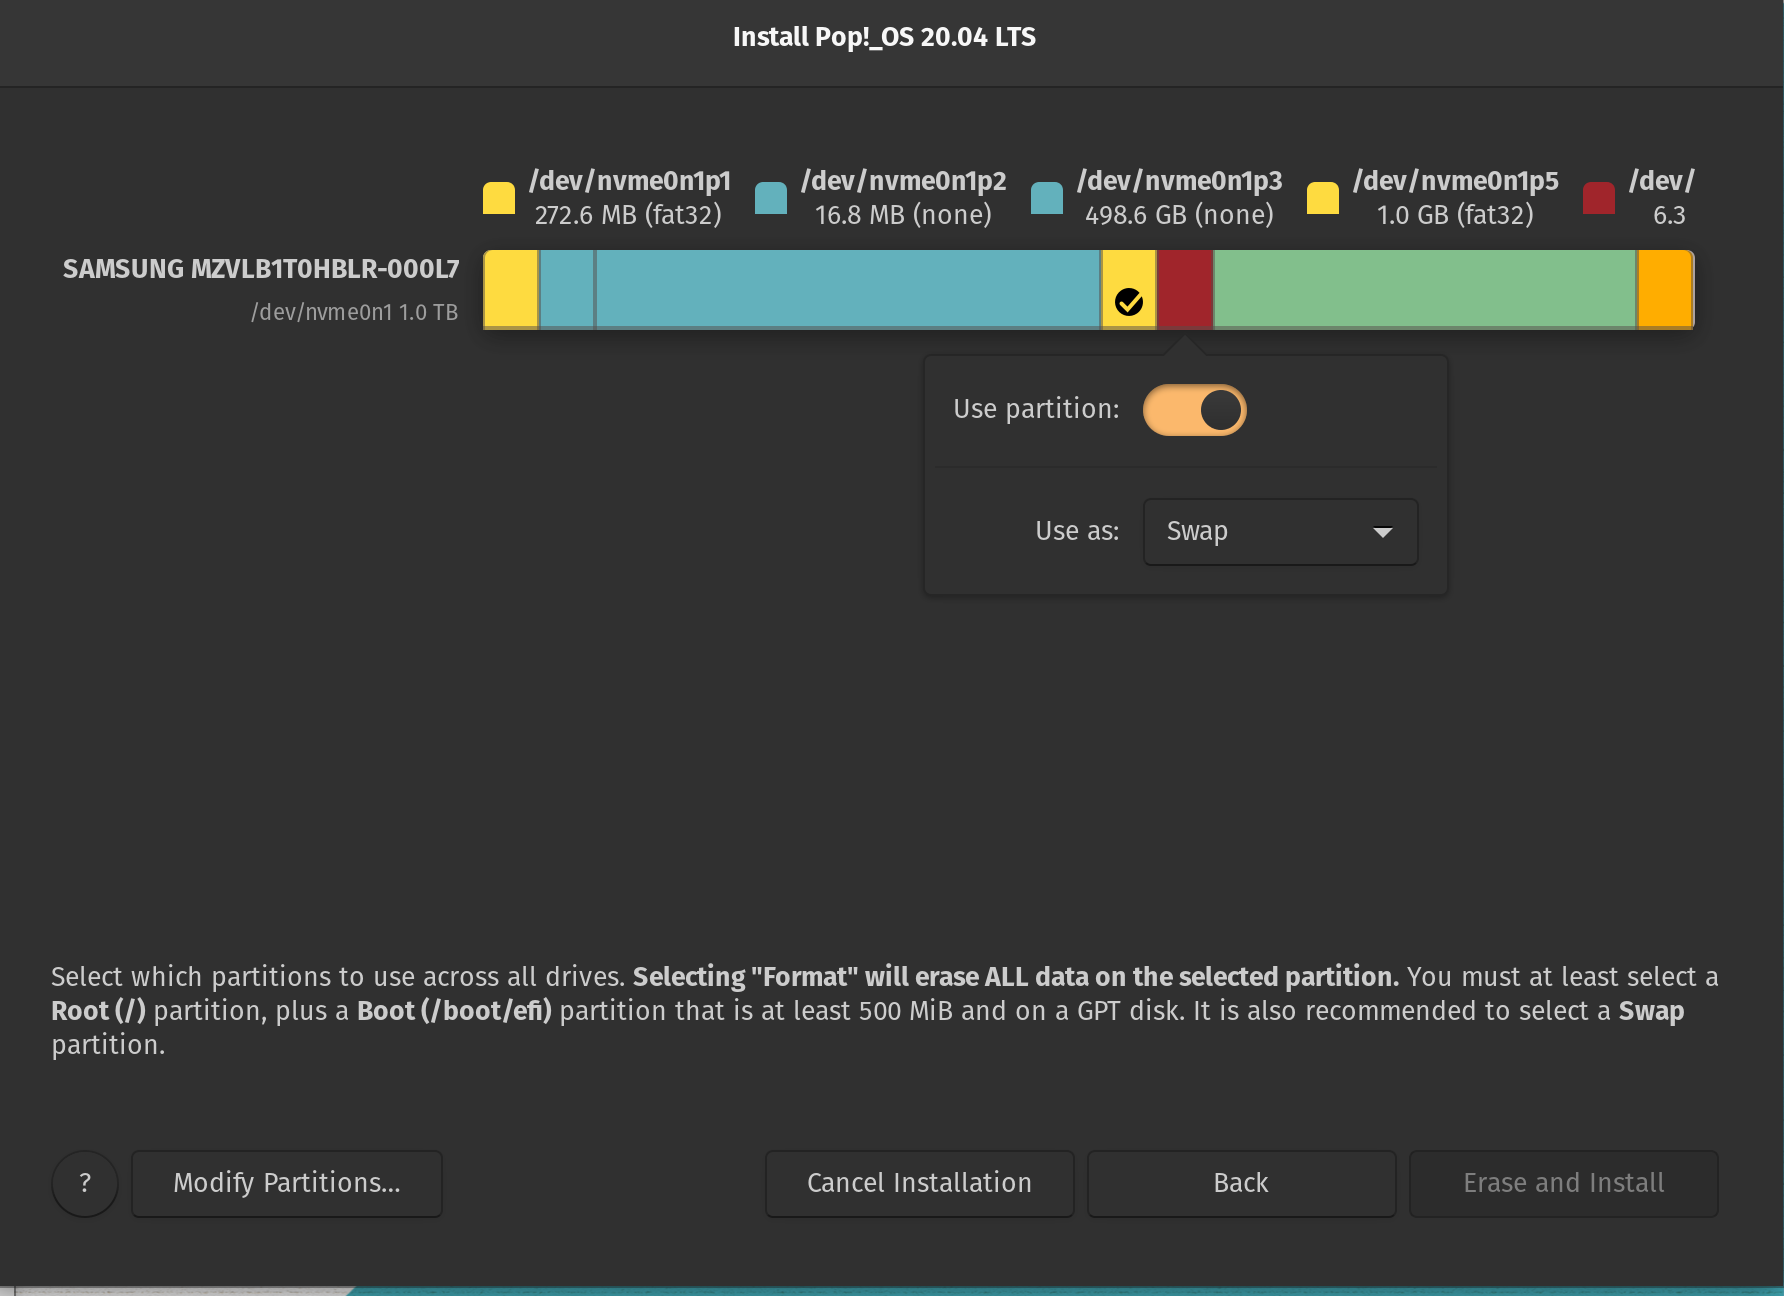 Install Pop!_OS 20.04 LTS
/dev/nvme0n1p1
272.6 MB (fat32)
/dev/nvme0n1p2
16.8 MB (none)
/dev/nvme0n1p3
498.6 GB (none)
/dev/nvme0n1p5
1.0 GB (fat32)
/dev/
6.3
SAMSUNG MZVLB1T0HBLR-000L7
/dev/nvme0n1 1.0 TB
Use partition:
Use as: Swap
Select which partitions to use across all drives. Selecting "Format" will erase ALL data on the selected partition. You must at least select a
Root (/) partition, plus a Boot (/boot/efi) partition that is at least 500 MiB and on a GPT disk. It is also recommended to select a Swap
partition.
? Modify Partitions... Cancel Installation Back Erase and Install